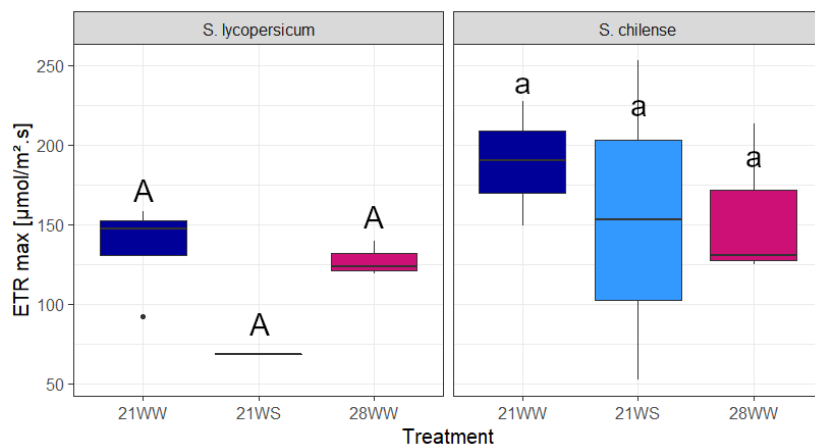 S. lycopersicum
S. chilense
ETR max [µmol/m².s]
250
200
150
100
50
A
A
A
a
a
a
21WW
21WS
28WW
21WW
21WS
28WW
Treatment